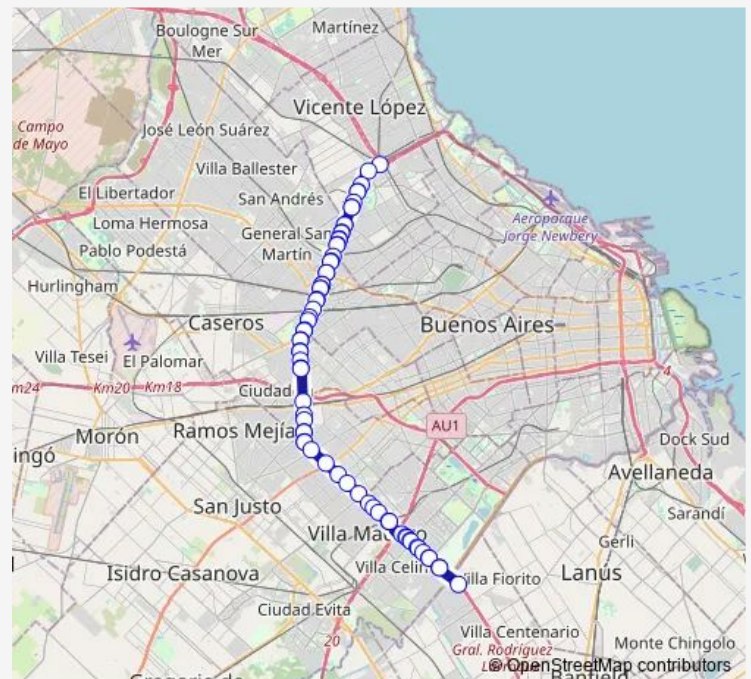 Boulogne Sur
Mer
Martínez
Vicente López
Campo
de Mayo
José León Suárez
Villa Ballester
El Libertador
San Andrés
Aeroparque
Jorge Newbery
Loma Hermosa
General San
Martín
Pablo Podestá
Hurlingham
Caseros
Buenos Aires
Villa Tesei
El Palomar
Km20
Km18
Ciudad
4
AU1
Morón
Ramos Mejía
Dock Sud
Avellaneda
San Justo
Sarandí
Villa
Gerli
Villa Celin
Villa Fiorito
Lanús
Isidro Casanova
Ciudad Evita
Villa Centenario
20
Monte Chingolo
Gral. Rodríguez
© OpenStreetMap contributors